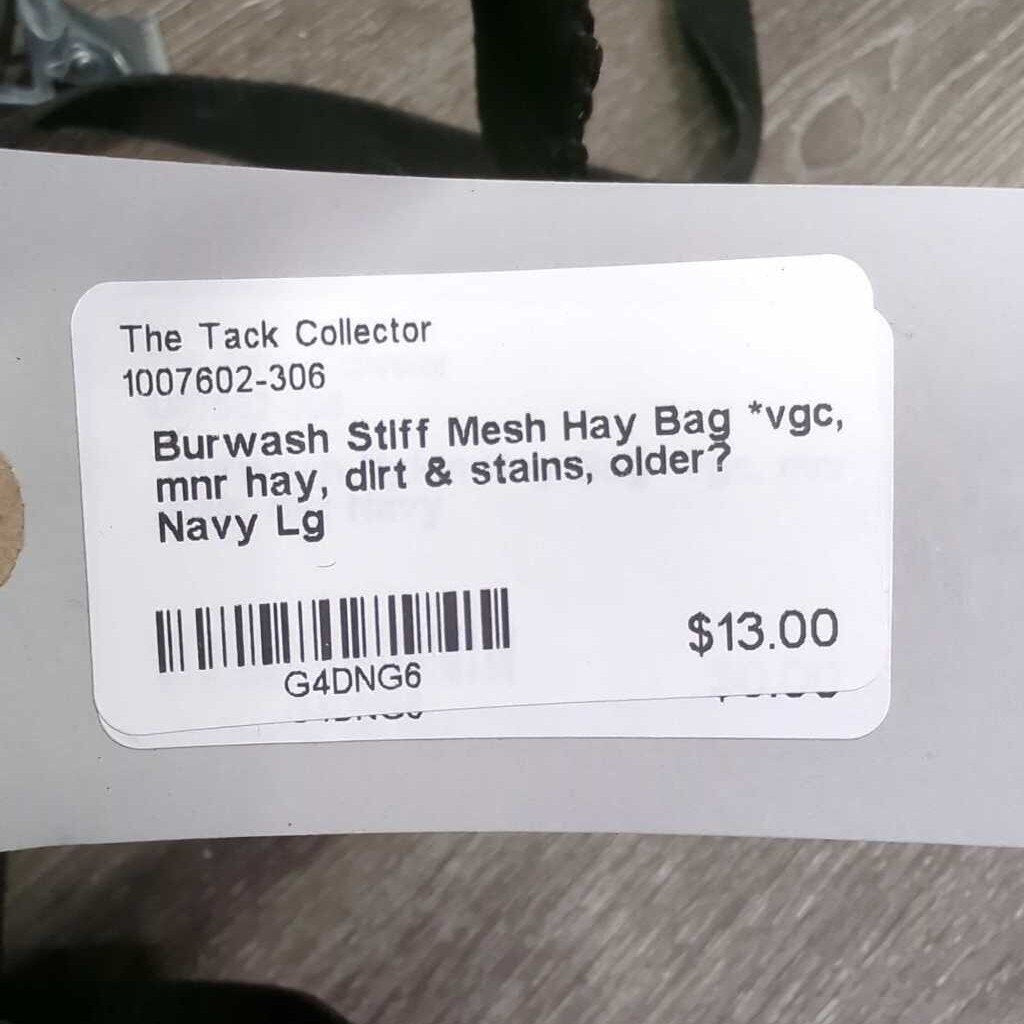 The Tack Collector
1007602-306
Burwash Stiff Mesh Hay Bag *vgc,
mnr hay, dirt & stains, older?
Navy Lg
G4DNG6
$13.00